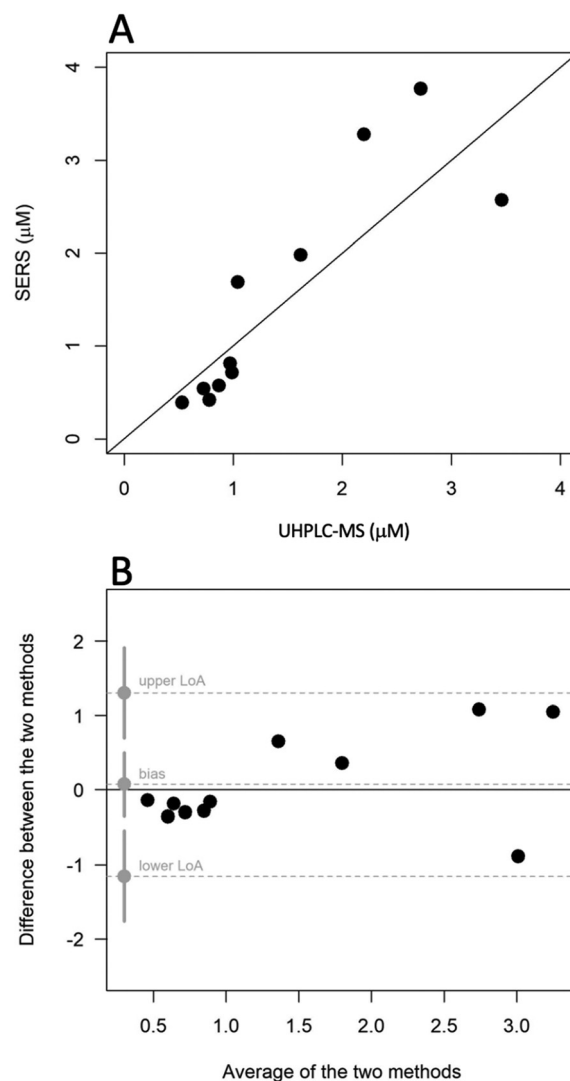 A
4
3
2
1
0
SERS (μM)
0 1 2 3 4
UHPLC-MS (μM)
B
2
1
0
-1
-2
Difference between the two methods
upper LoA
bias
lower LoA
0.5 1.0 1.5 2.0 2.5 3.0
Average of the two methods